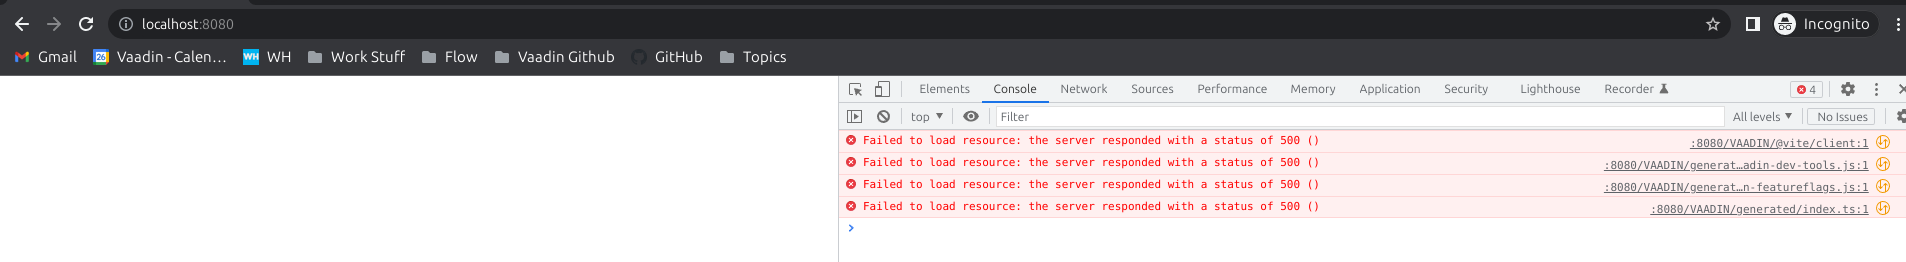 localhost:8080
Incognito
Gmail
Vaadin - Calen...
26
WH WH
Work Stuff
Flow
Vaadin Github
GitHub
Topics
Elements Console Network Sources Performance Memory Application Security Lighthouse Recorder 4
top Filter All levels No Issues
Failed to load resource: the server responded with a status of 500 () :8080/VAADIN/@vite/client:1
Failed to load resource: the server responded with a status of 500 () :8080/VAADIN/generat…adin-dev-tools.js:1
Failed to load resource: the server responded with a status of 500 () :8080/VAADIN/generat…n-featureflags.js:1
Failed to load resource: the server responded with a status of 500 () :8080/VAADIN/generated/index.ts:1